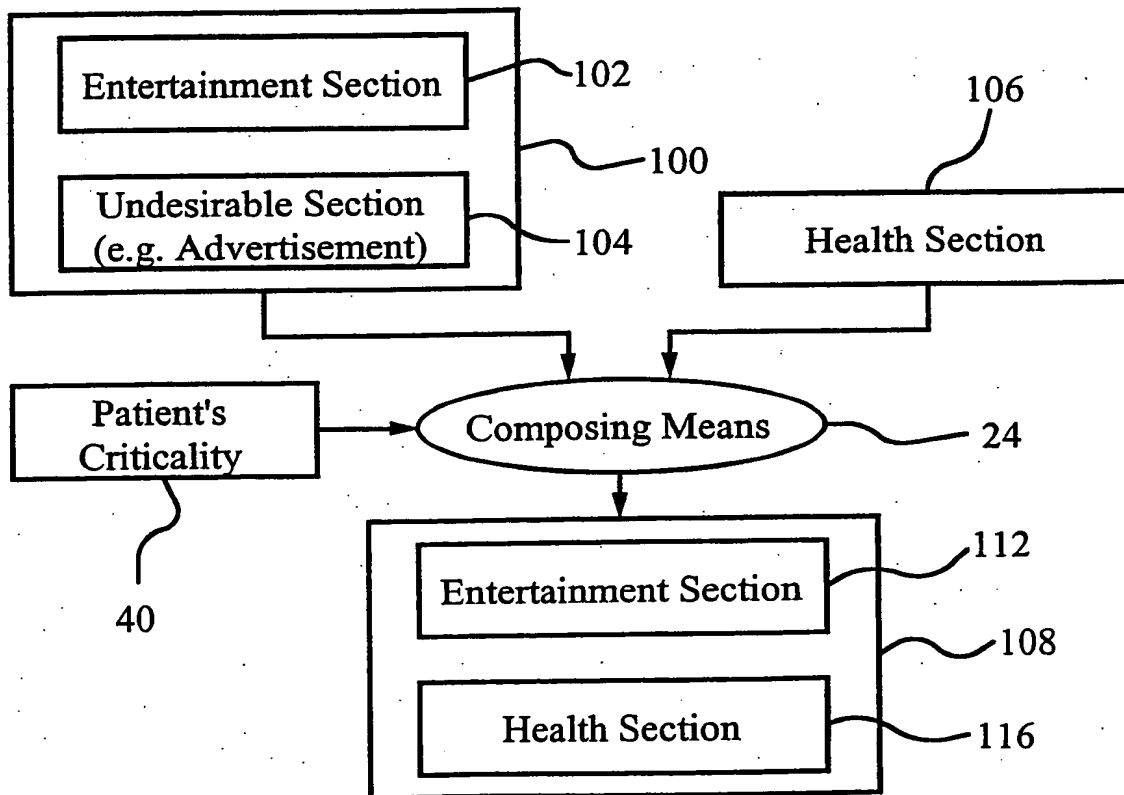 Entertainment Section
102
100
Undesirable Section
(e.g. Advertisement)
104
106
Health Section
Patient's
Criticality
40
Composing Means
24
Entertainment Section
112
108
Health Section
116